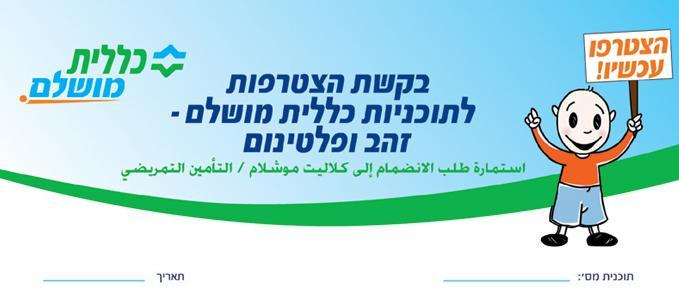 כללית
מושלם.
הצטרפו
עכשיו!
בקשת הצטרפות
לתוכניות כללית מושלם -
זהב ופלטינום
استمارة طلب الانضمام إلى كلاليت موشلام / التأمين التمريضي
תוכנית מס': תאריך